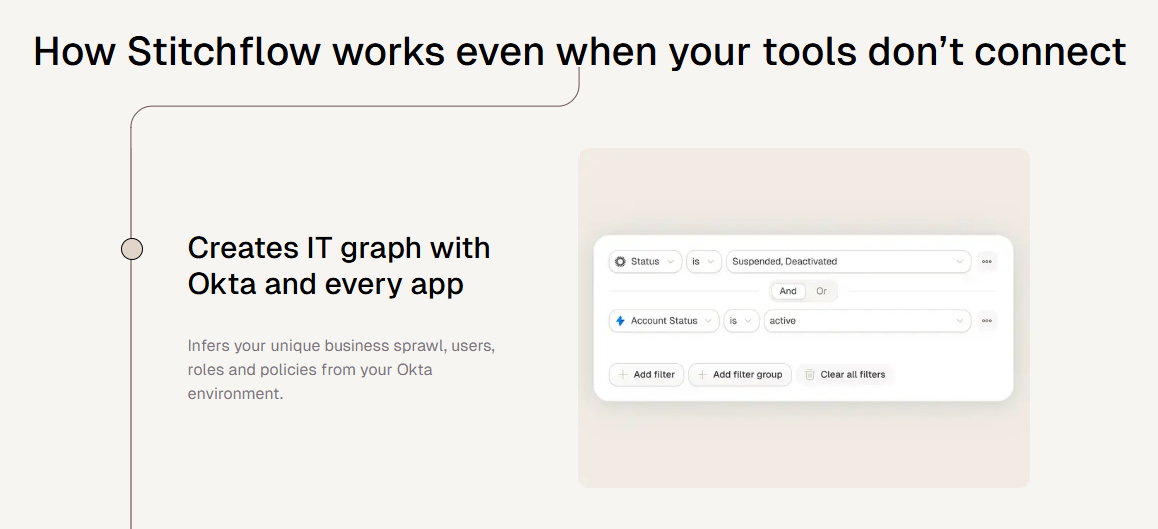 How Stitchflow works even when your tools don’t connect
Creates IT graph with
Okta and every app
Infers your unique business sprawl, users,
roles and policies from your Okta
environment.
Status is Suspended, Deactivated
And Or
Account Status is active
Add filter Add filter group Clear all filters